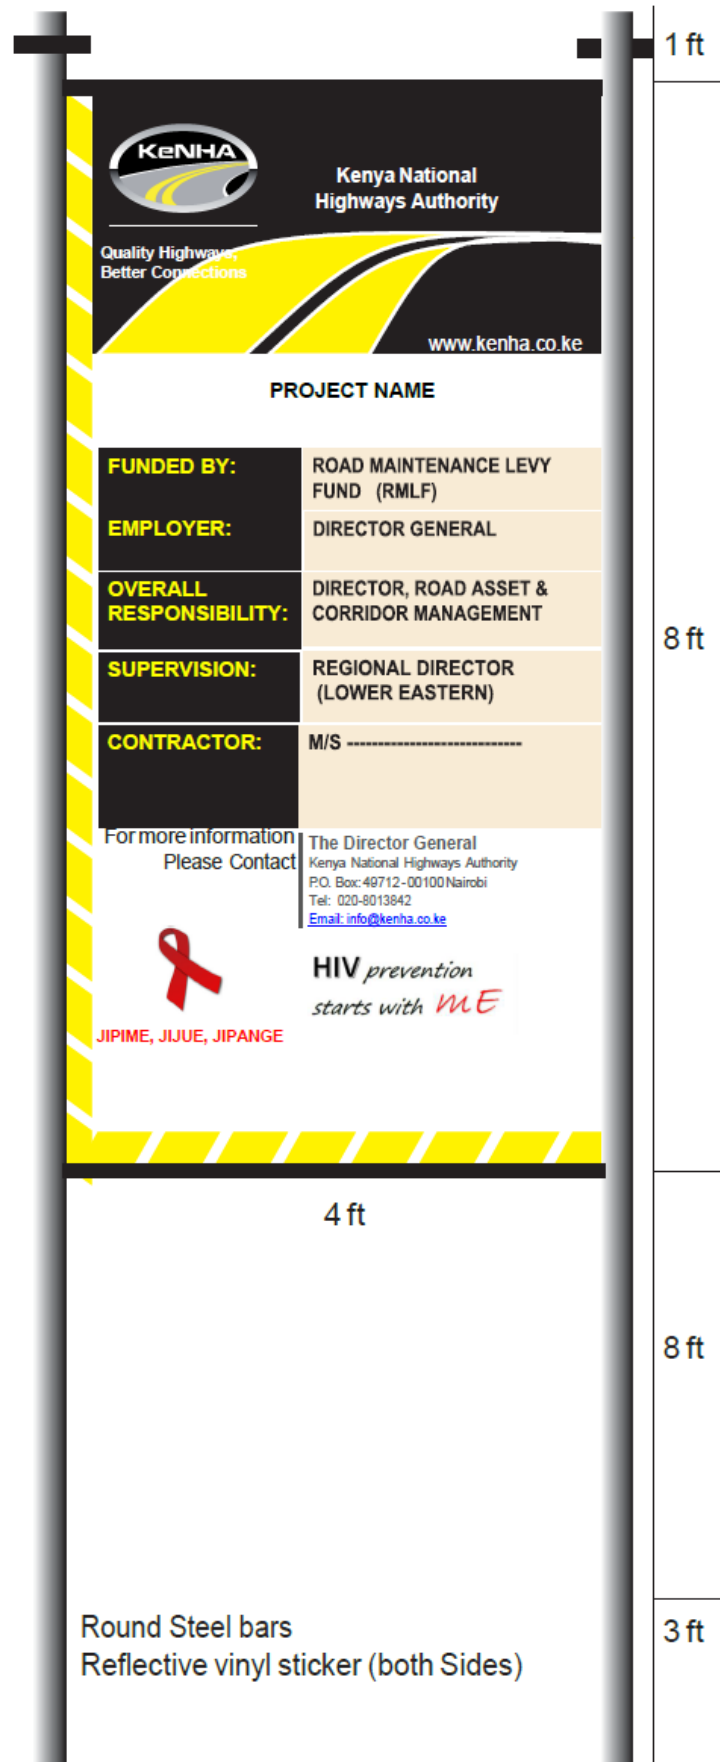 1 ft
KeNHA
Kenya National
Highways Authority
Quality Highways,
Better Connections
www.kenha.co.ke
PROJECT NAME
FUNDED BY: ROAD MAINTENANCE LEVY
FUND (RMLF)
EMPLOYER: DIRECTOR GENERAL
OVERALL DIRECTOR, ROAD ASSET &
RESPONSIBILITY: CORRIDOR MANAGEMENT
8 ft
SUPERVISION: REGIONAL DIRECTOR
(LOWER EASTERN)
CONTRACTOR: M/S -----------------------------
For more information
Please Contact
The Director General
Kenya National Highways Authority
P.O. Box: 49712-00100 Nairobi
Tel: 020-8013842
Email: info@kenha.co.ke
HIV prevention
starts with ME
JIPIME, JIJUE, JIPANGE
4 ft
8 ft
Round Steel bars
Reflective vinyl sticker (both Sides)
3 ft